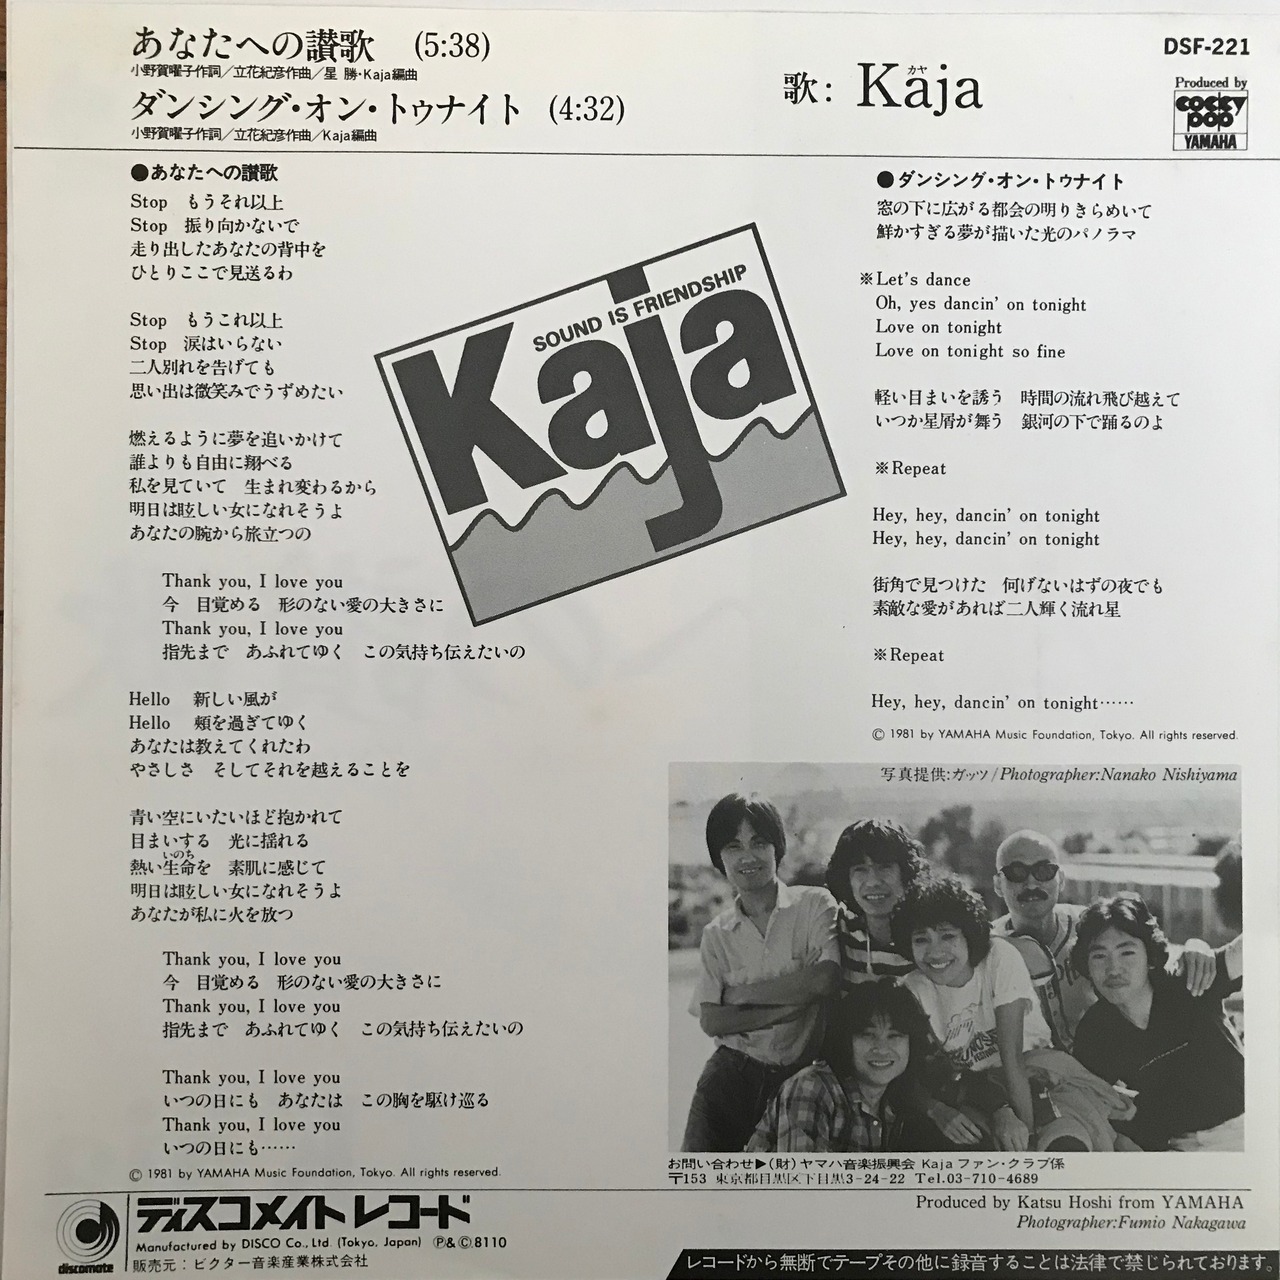 あなたへの讃歌 (5:38)
小野賀曜子作詞/立花紀彦作曲/星 勝・Kaja編曲
ダンシング・オン・トゥナイト (4:32)
小野賀曜子作詞/立花紀彦作曲/Kaja編曲
歌: Kaja
カヤ
DSF-221
Produced by
cocky
pop
YAMAHA
●あなたへの讃歌
Stop もうそれ以上
Stop 振り向かないで
走り出したあなたの背中を
ひとりここで見送るわ
Stop もうこれ以上
Stop 涙はいらない
二人別れを告げても
思い出は微笑みでうずめたい
燃えるように夢を追いかけて
誰よりも自由に翔べる
私を見ていて 生まれ変わるから
明日は眩しい女になれそうよ
あなたの腕から旅立つの
Thank you, I love you
今 目覚める 形のない愛の大きさに
Thank you, I love you
指先まで あふれてゆく この気持ち伝えたいの
Hello 新しい風が
Hello 頬を過ぎてゆく
あなたは教えてくれたわ
やさしさ そしてそれを越えることを
青い空にいたいほど抱かれて
目まいする 光に揺れる
いのち
熱い生命を 素肌に感じて
明日は眩しい女になれそうよ
あなたが私に火を放つ
Thank you, I love you
今 目覚める 形のない愛の大きさに
Thank you, I love you
指先まで あふれてゆく この気持ち伝えたいの
Thank you, I love you
いつの日にも あなたは この胸を駆け巡る
Thank you, I love you
いつの日にも……
© 1981 by YAMAHA Music Foundation, Tokyo. All rights reserved.
SOUND IS FRIENDSHIP
Kaja
●ダンシング・オン・トゥナイト
窓の下に広がる都会の明りきらめいて
鮮かすぎる夢が描いた光のパノラマ
※Let's dance
Oh, yes dancin' on tonight
Love on tonight
Love on tonight so fine
軽い目まいを誘う 時間の流れ飛び越えて
いつか星屑が舞う 銀河の下で踊るのよ
※Repeat
Hey, hey, dancin' on tonight
Hey, hey, dancin' on tonight
街角で見つけた 何げないはずの夜でも
素敵な愛があれば二人輝く流れ星
※Repeat
Hey, hey, dancin' on tonight……
© 1981 by YAMAHA Music Foundation, Tokyo. All rights reserved.
写真提供:ガッツ/Photographer:Nanako Nishiyama
お問い合わせ▶(財)ヤマハ音楽振興会 Kajaファン・クラブ係
〒153 東京都目黒区下目黒3-24-22 Tel.03-710-4689
Produced by Katsu Hoshi from YAMAHA
Photographer:Fumio Nakagawa
discomate
ディスコメイトレコード
Manufactured by DISCO Co., Ltd. (Tokyo, Japan) Ⓟ&©.8110
販売元:ビクター音楽産業株式会社
レコードから無断でテープその他に録音することは法律で禁じられております。